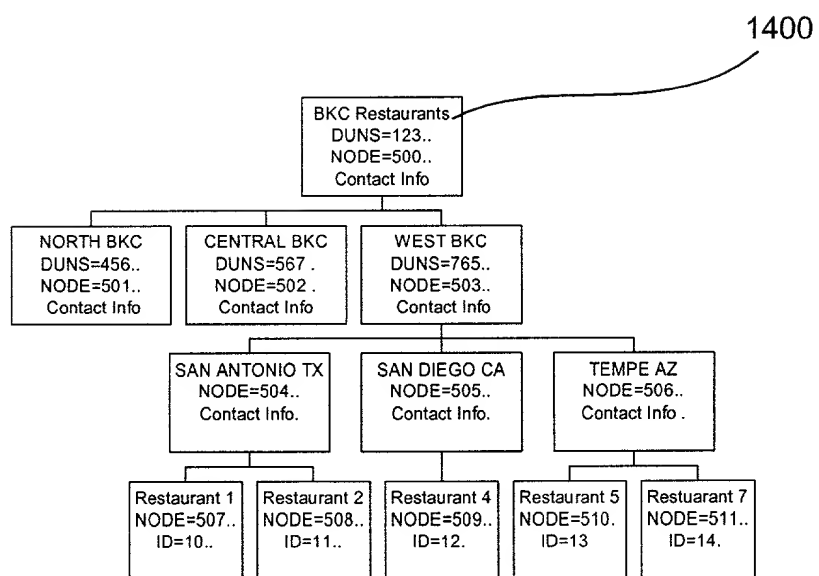 1400
BKC Restaurants
DUNS=123..
NODE=500..
Contact Info
NORTH BKC
DUNS=456..
NODE=501..
Contact Info
CENTRAL BKC
DUNS=567 .
NODE=502 .
Contact Info
WEST BKC
DUNS=765..
NODE=503..
Contact Info
SAN ANTONIO TX
NODE=504..
Contact Info.
SAN DIEGO CA
NODE=505..
Contact Info.
TEMPE AZ
NODE=506..
Contact Info .
Restaurant 1
NODE=507..
ID=10..
Restaurant 2
NODE=508..
ID=11..
Restaurant 4
NODE=509..
ID=12.
Restaurant 5
NODE=510.
ID=13
Restuarant 7
NODE=511..
ID=14.